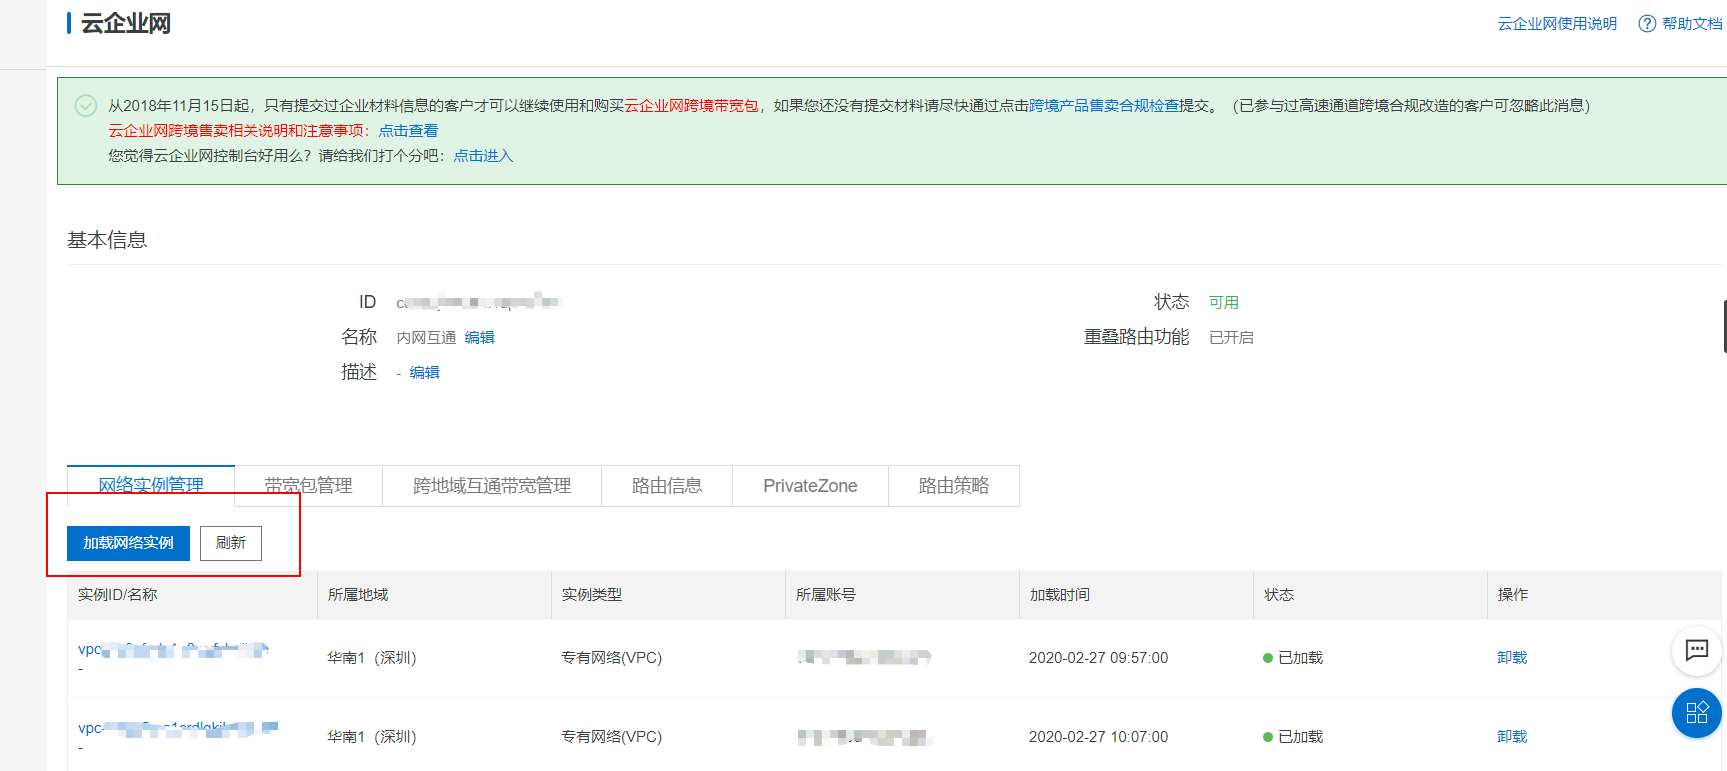 云企业网
云企业网使用说明 帮助文档
从2018年11月15日起，只有提交过企业材料信息的客户才可以继续使用和购买云企业网跨境带宽包，如果您还没有提交材料请尽快通过点击跨境产品售卖合规检查提交。（已参与过高速通道跨境合规改造的客户可忽略此消息）
云企业网跨境售卖相关说明和注意事项：点击查看
您觉得云企业网控制台好用么？请给我们打个分吧：点击进入
基本信息
ID
状态 可用
名称 内网互通 编辑
重叠路由功能 已开启
描述 - 编辑
网络实例管理 带宽包管理 跨地域互通带宽管理 路由信息 PrivateZone 路由策略
加载网络实例 刷新
实例ID/名称 所属地域 实例类型 所属账号 加载时间 状态 操作
华南1（深圳） 专有网络(VPC) 2020-02-27 09:57:00 已加载 卸载
-
华南1（深圳） 专有网络(VPC) 2020-02-27 10:07:00 已加载 卸载
-